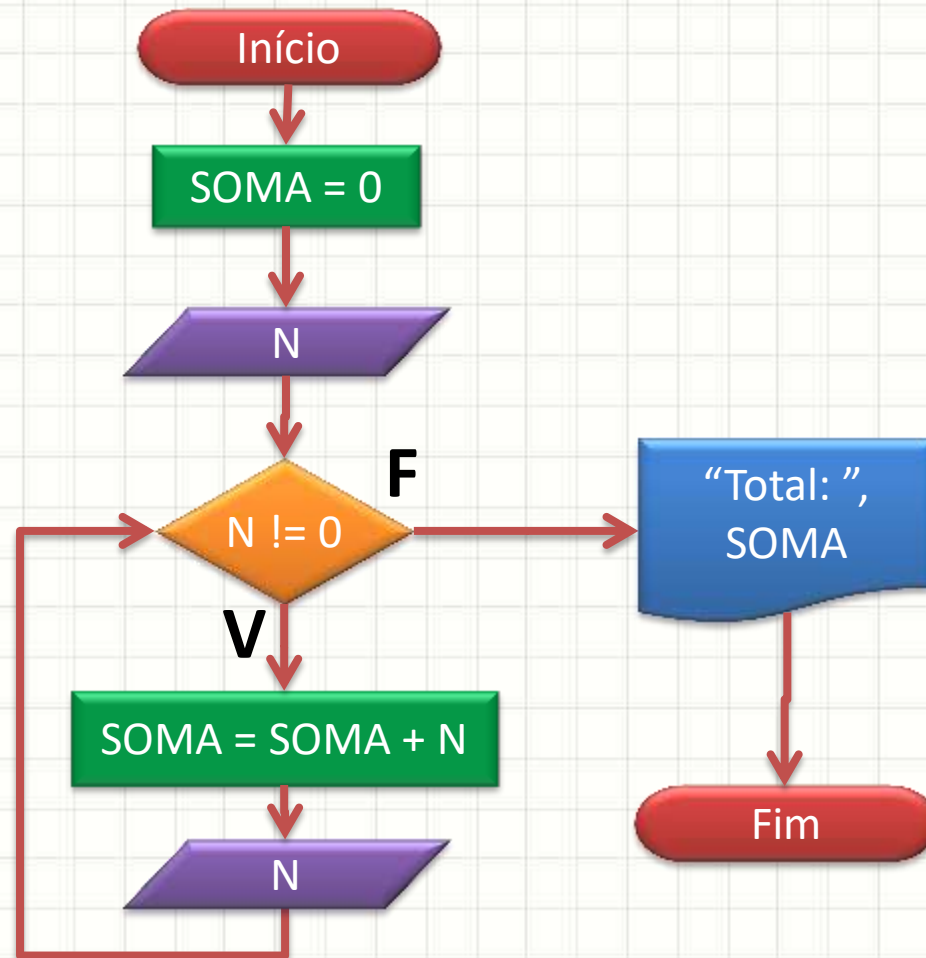 Início
SOMA = 0
N
N != 0
F
V
SOMA = SOMA + N
N
“Total: ”,
SOMA
Fim